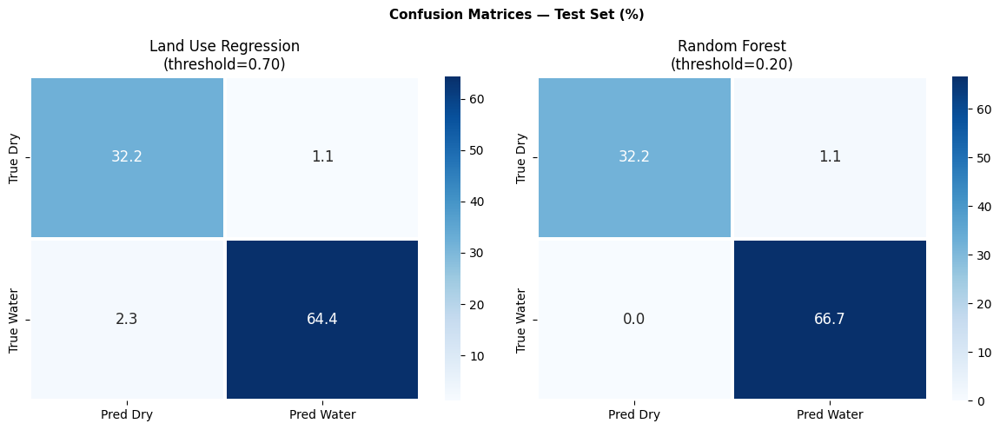 Confusion Matrices — Test Set (%)
Land Use Regression
(threshold=0.70)
True Dry
True Water
32.2
1.1
2.3
64.4
Pred Dry
Pred Water
60
50
40
30
20
10
Random Forest
(threshold=0.20)
True Dry
True Water
32.2
1.1
0.0
66.7
Pred Dry
Pred Water
60
50
40
30
20
10
0